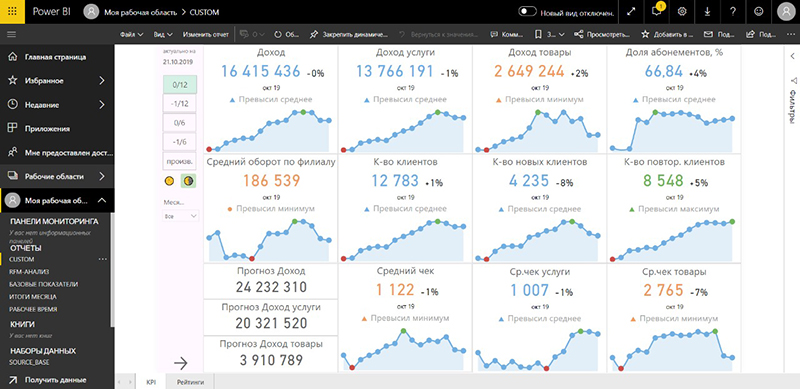 Power BI
Моя рабочая область > CUSTOM
Новый вид отключен.
1
Файл
Вид
Изменить отчет
Об...
Закрепить динамиче...
Вернуться к значения...
Комм...
З...
Просмотреть...
Добавить в ...
Под...
Под...
Главная страница
Избранное
Недавние
Приложения
Мне предоставлен дост...
Рабочие области
Моя рабочая об...
ПАНЕЛИ МОНИТОРИНГА
У вас нет информационных
панелей
ОТЧЕТЫ
CUSTOM
RFM-АНАЛИЗ
БАЗОВЫЕ ПОКАЗАТЕЛИ
ИТОГИ МЕСЯЦА
РАБОЧЕЕ ВРЕМЯ
КНИГИ
У вас нет книг
НАБОРЫ ДАННЫХ
SOURCE_BASE
Получить данные
актуально на
21.10.2019
0/12
-1/12
0/6
-1/6
произв.
Меся...
Все
Доход
16 415 436 -0%
окт 19
Превысил среднее
Доход услуги
13 766 191 -1%
окт 19
Превысил среднее
Доход товары
2 649 244 +2%
окт 19
Превысил минимум
Доля абонементов, %
66,84 +4%
окт 19
Превысил среднее
Средний оборот по филиалу
186 539
окт 19
Превысил минимум
К-во клиентов
12 783 +1%
окт 19
Превысил среднее
К-во новых клиентов
4 235 -8%
окт 19
Превысил среднее
К-во повтор. клиентов
8 548 +5%
окт 19
Превысил максимум
Прогноз Доход
24 232 310
Прогноз Доход услуги
20 321 520
Прогноз Доход товары
3 910 789
Средний чек
1 122 -1%
окт 19
Превысил минимум
Ср.чек услуги
1 007 -1%
окт 19
Превысил среднее
Ср.чек товары
2 765 -7%
окт 19
Превысил минимум
Фильтры
KPI
Рейтинги